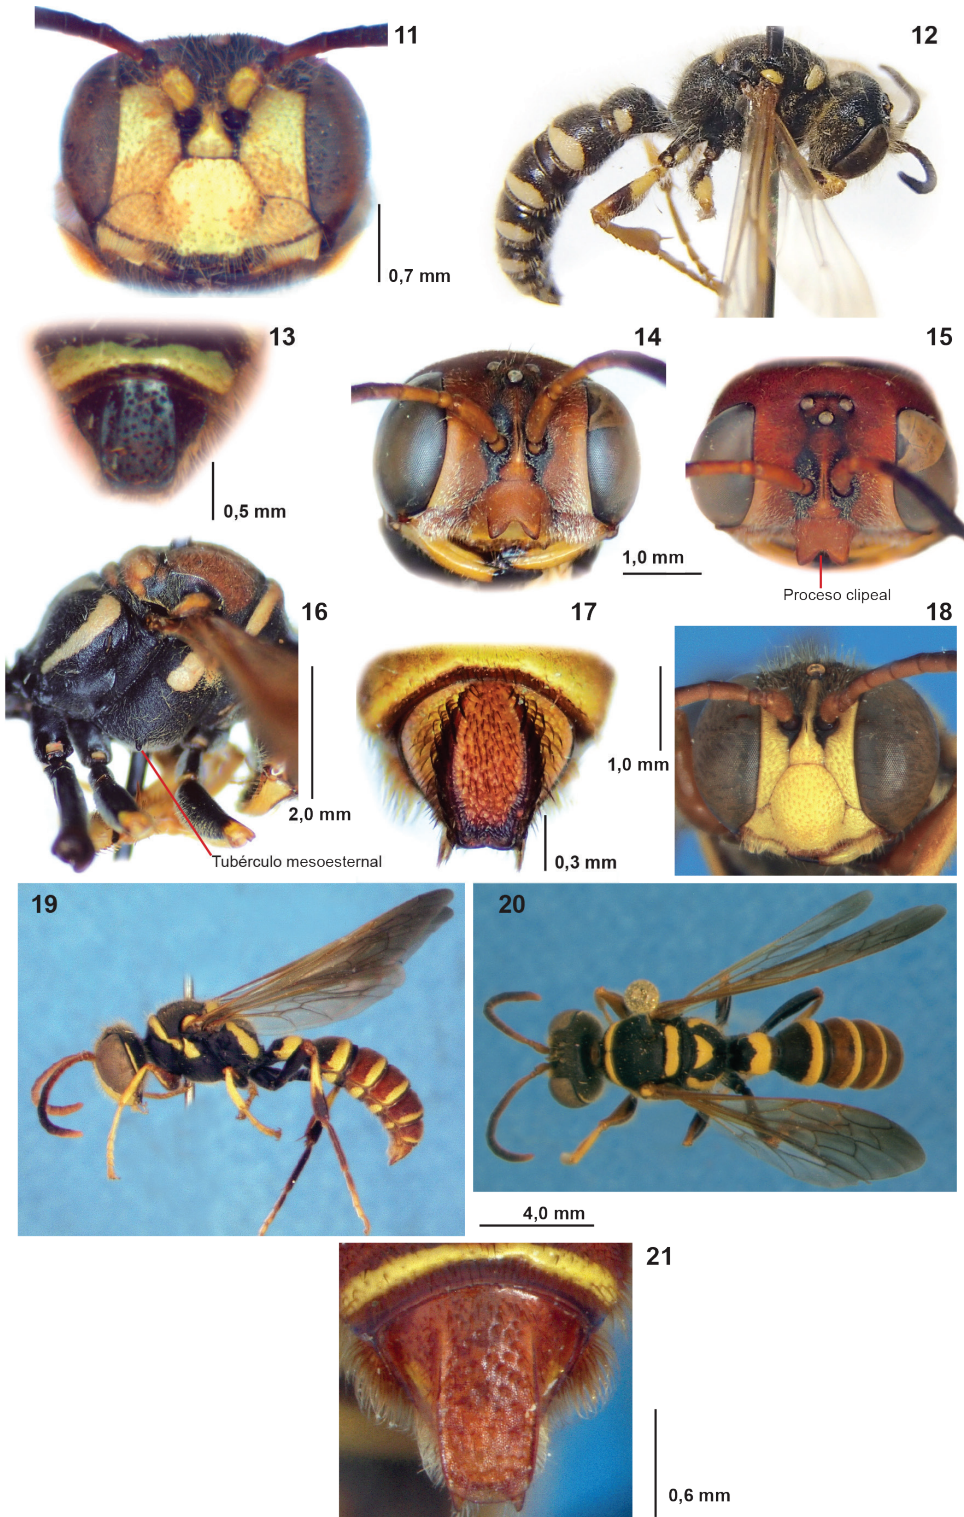 11
12
0,7 mm
13
14
15
0,5 mm
1,0 mm
Proceso clipeal
16
17
18
1,0 mm
2,0 mm
Tubérculo mesoesternal
0,3 mm
19
20
4,0 mm
21
0,6 mm